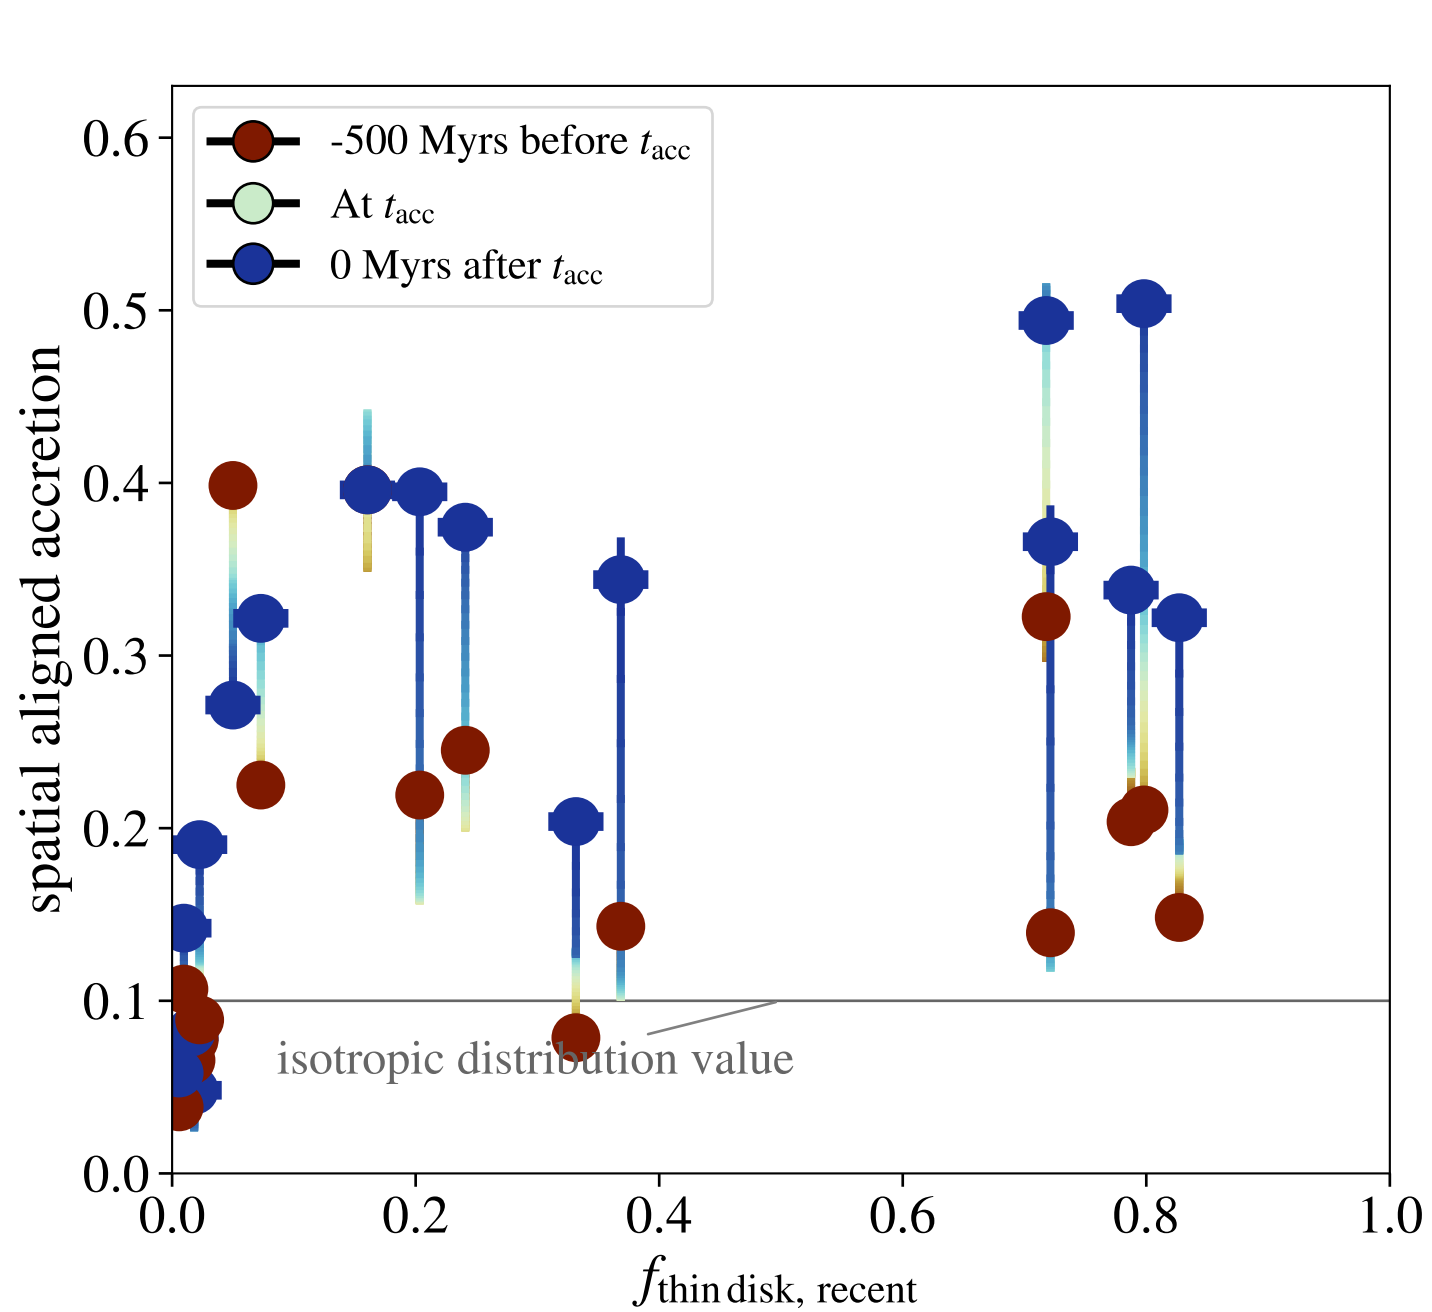 -500 Myrs before tacc
At tacc
0 Myrs after tacc
spatial aligned accretion
0.6
0.5
0.4
0.3
0.2
0.1
0.0
isotropic distribution value
0.0 0.2 0.4 0.6 0.8 1.0
fthin disk, recent